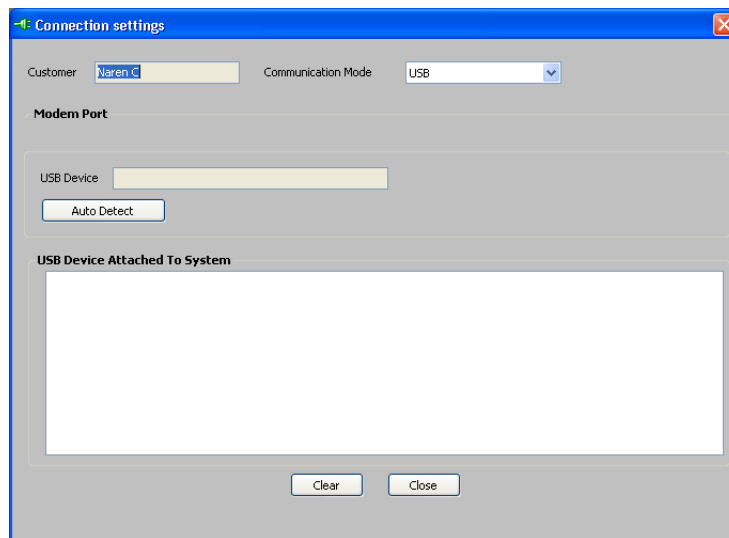 Connection settings
Customer Naren C Communication Mode USB
Modem Port
USB Device
Auto Detect
USB Device Attached To System
Clear Close